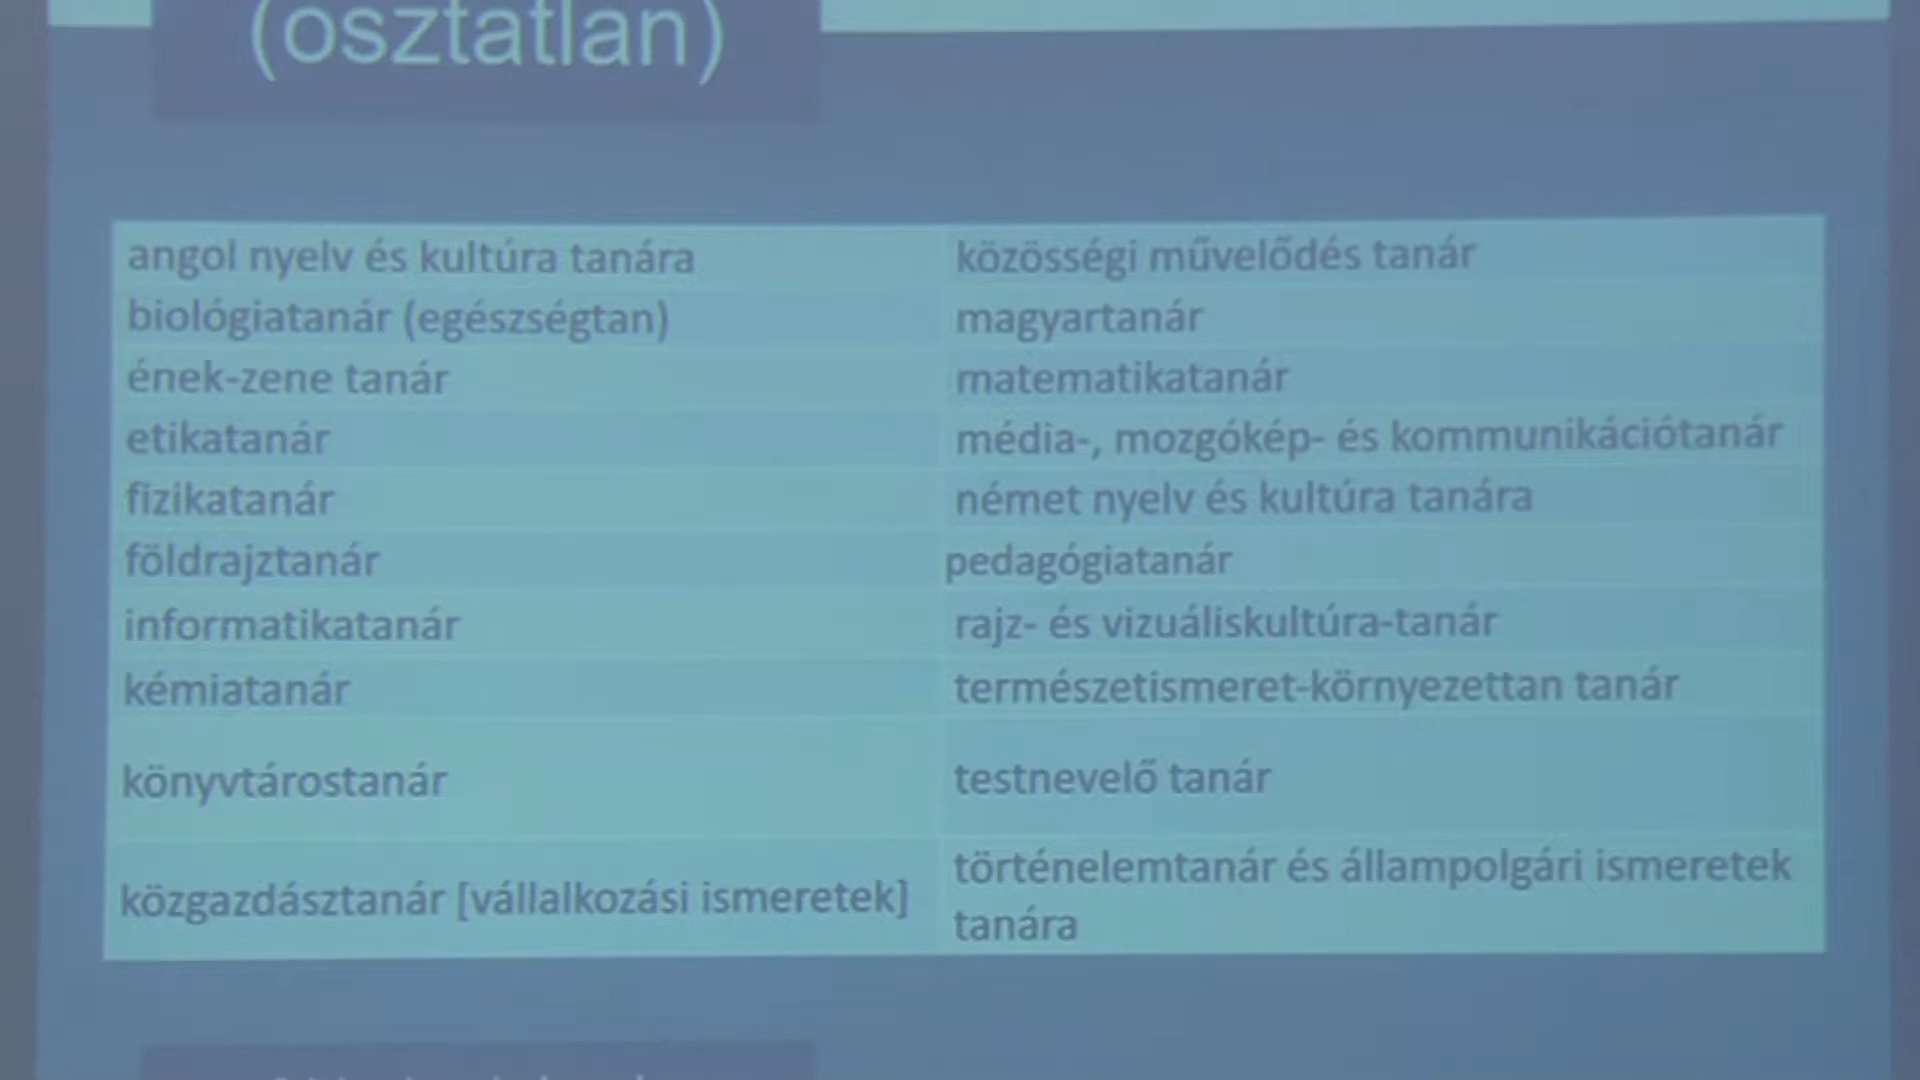 (osztatlan)
angol nyelv és kultúra tanára
biológiatanár (egészségtan)
ének-zene tanár
etikatanár
fizikatanár
földrajztanár
informatikatanár
kémiatanár
könyvtárostanár
közgazdásztanár [vállalkozási ismeretek]
közösségi művelődés tanár
magyartanár
matematikatanár
média-, mozgókép- és kommunikációtanár
német nyelv és kultúra tanára
pedagógiatanár
rajz- és vizuáliskultúra-tanár
természetismeret-környezettan tanár
testnevelő tanár
történelemtanár és állampolgári ismeretek
tanára